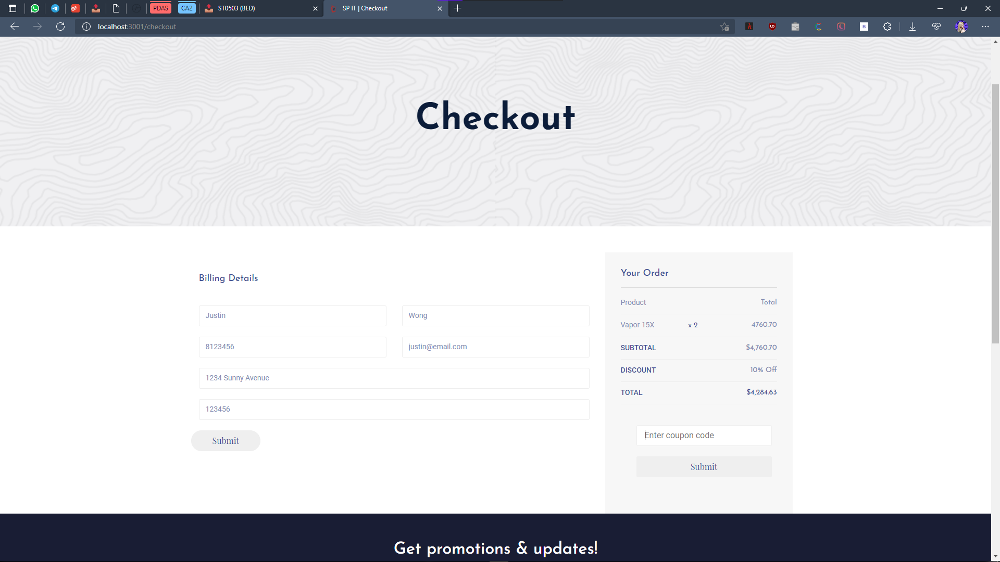 PDAS
CA2
ST0503 (BED)
SP IT | Checkout
localhost:3001/checkout
Checkout
Billing Details
Justin
Wong
8123456
justin@email.com
1234 Sunny Avenue
123456
Submit
Your Order
Product Total
Vapor 15X x 2 4760.70
SUBTOTAL $4,760.70
DISCOUNT 10% Off
TOTAL $4,284.63
Enter coupon code
Submit
Get promotions & updates!